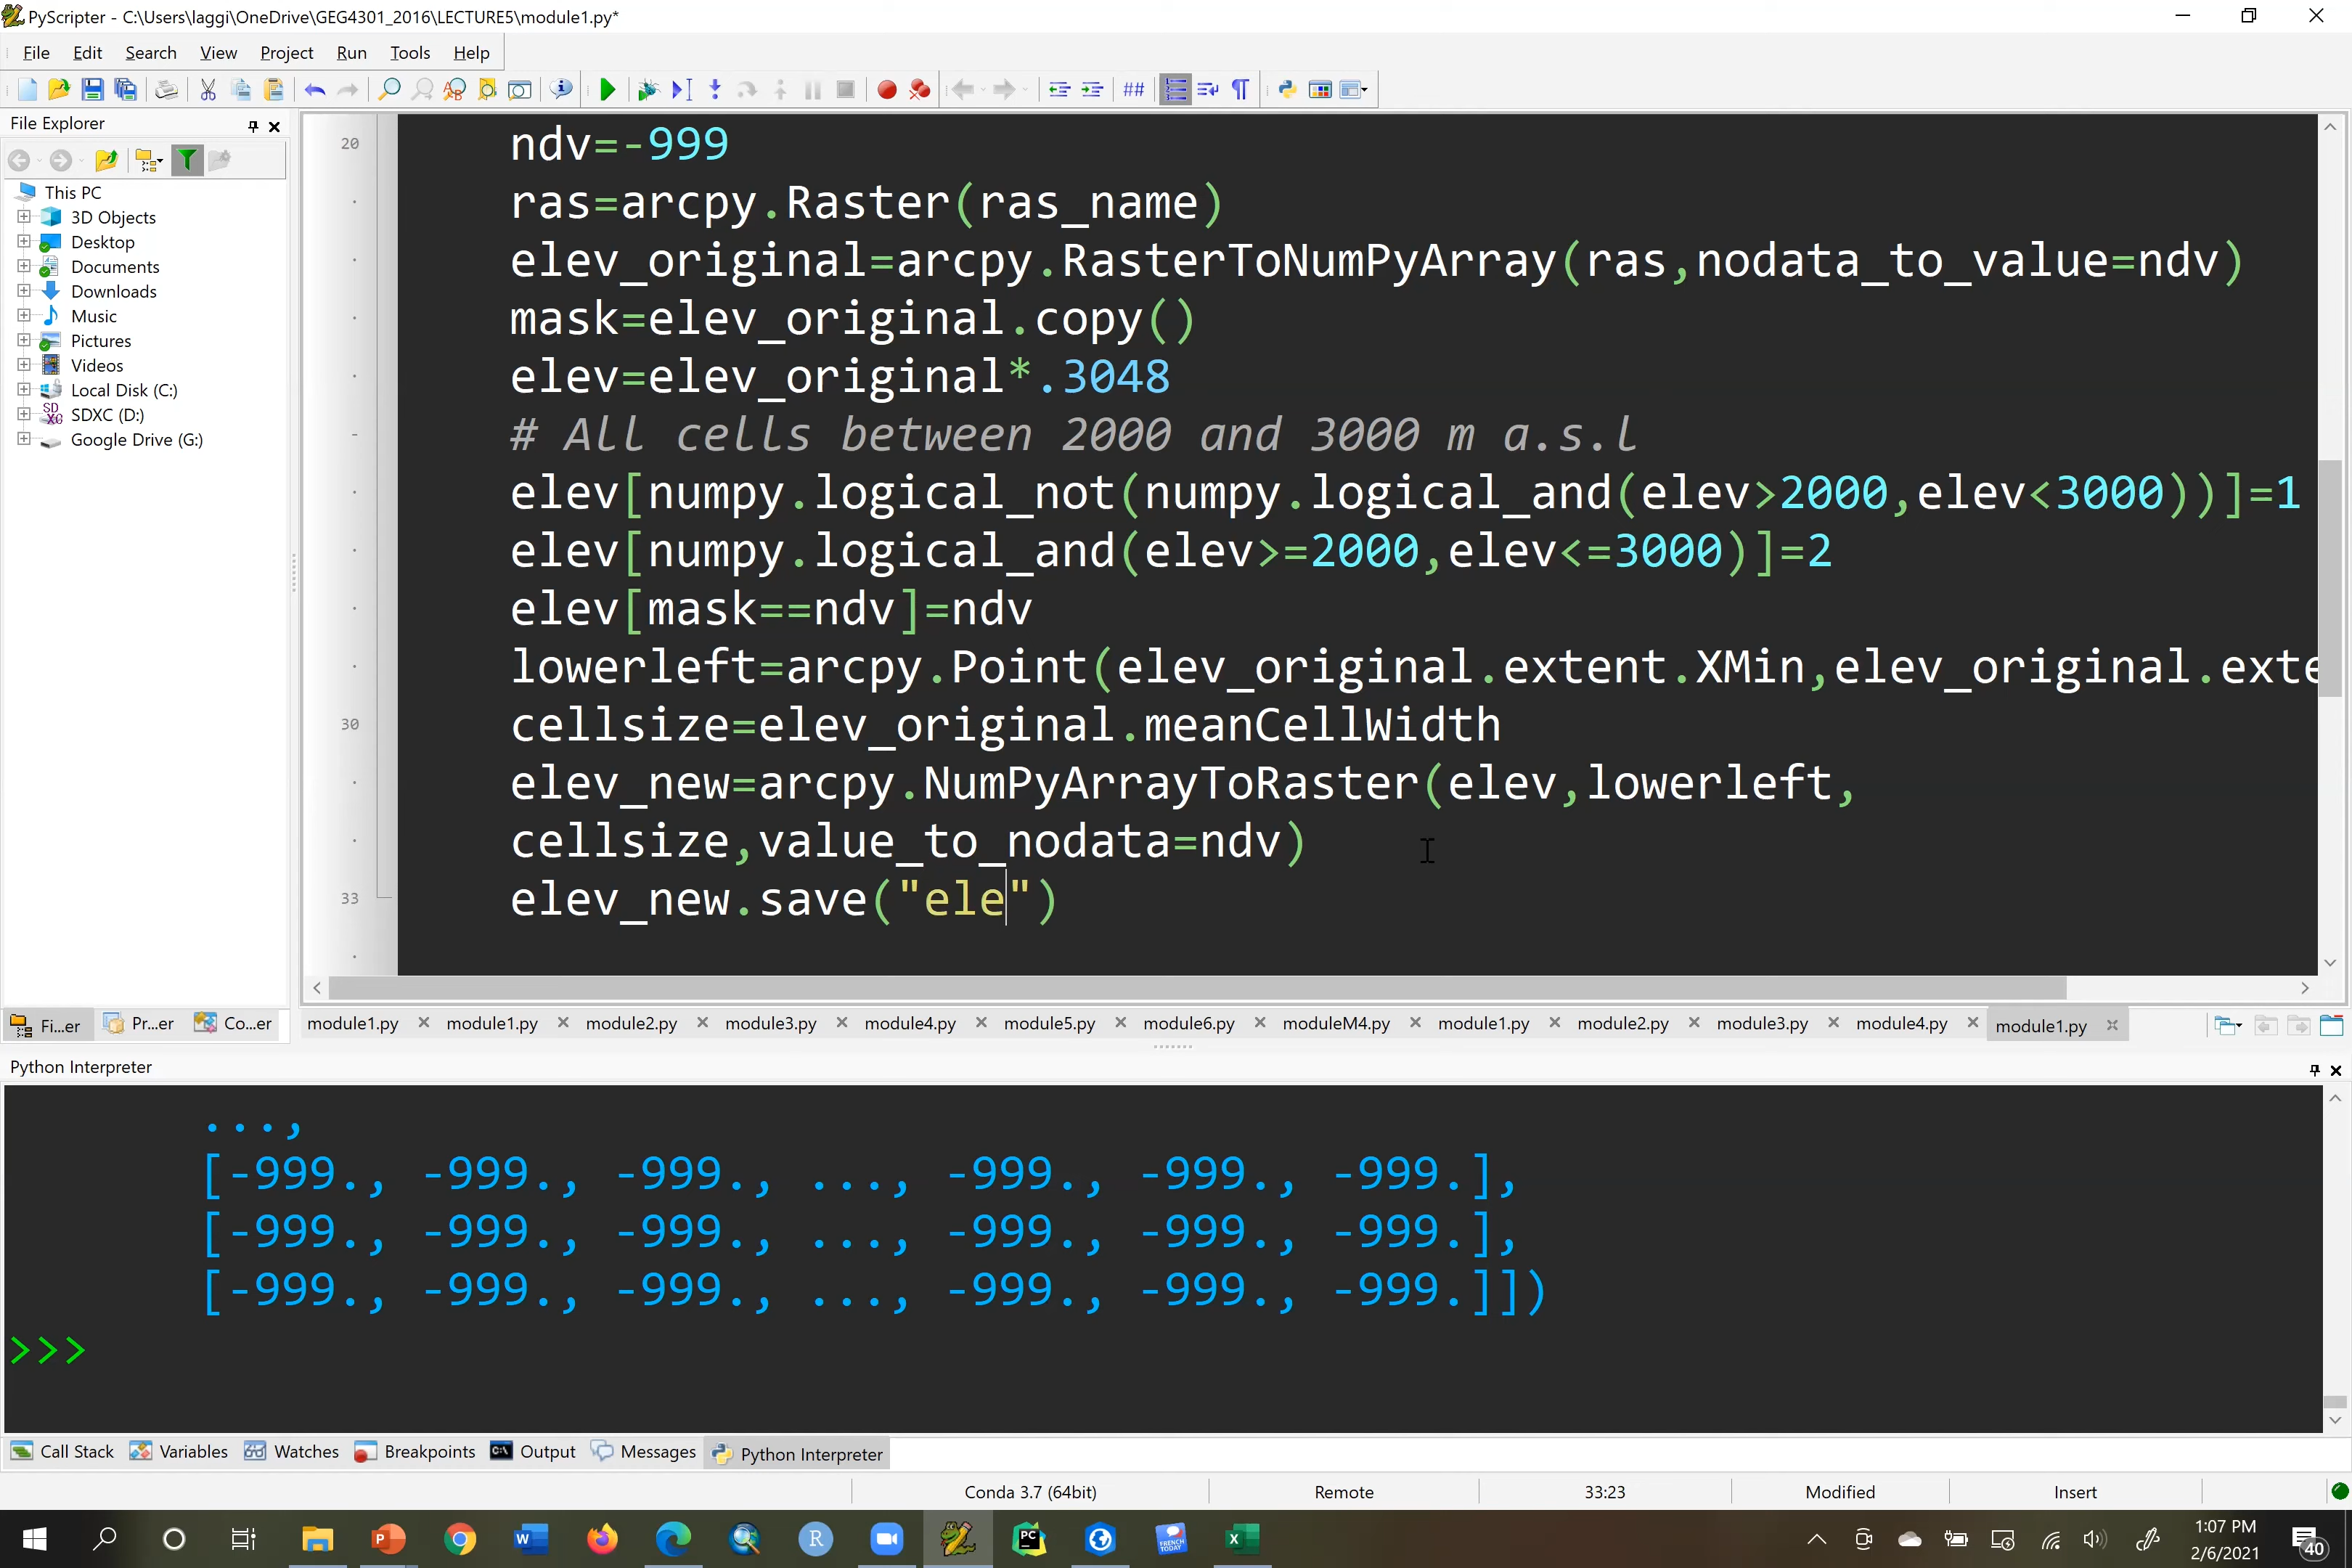 PyScripter - C:\Users\laggi\OneDrive\GEG4301_2016\LECTURE5\module1.py*
File Edit Search View Project Run Tools Help
File Explorer
This PC
3D Objects
Desktop
Documents
Downloads
Music
Pictures
Videos
Local Disk (C:)
SDXC (D:)
Google Drive (G:)
Fi...er Pr...er Co...er
20 ndv=-999
ras=arcpy.Raster(ras_name)
elev_original=arcpy.RasterToNumPyArray(ras,nodata_to_value=ndv)
mask=elev_original.copy()
elev=elev_original*.3048
# All cells between 2000 and 3000 m a.s.l
elev[numpy.logical_not(numpy.logical_and(elev>2000,elev<3000))]=1
elev[numpy.logical_and(elev>=2000,elev<=3000)]=2
elev[mask==ndv]=ndv
lowerleft=arcpy.Point(elev_original.extent.XMin,elev_original.exte
30 cellsize=elev_original.meanCellWidth
elev_new=arcpy.NumPyArrayToRaster(elev,lowerleft,
cellsize,value_to_nodata=ndv)
33 elev_new.save("ele")
module1.py module1.py module2.py module3.py module4.py module5.py module6.py moduleM4.py module1.py module2.py module3.py module4.py module1.py
Python Interpreter
...,
[-999., -999., -999., ..., -999., -999., -999.],
[-999., -999., -999., ..., -999., -999., -999.],
[-999., -999., -999., ..., -999., -999., -999.]])
>>>
Call Stack Variables Watches Breakpoints Output Messages Python Interpreter
Conda 3.7 (64bit) Remote 33:23 Modified Insert
1:07 PM
2/6/2021
40